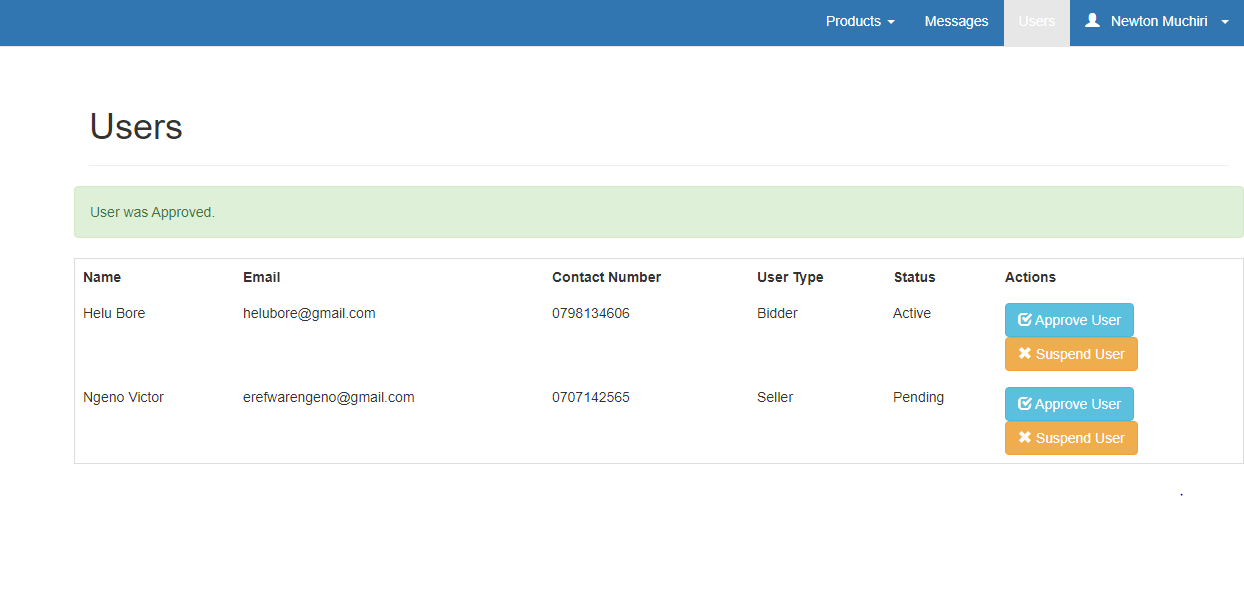 Products Messages Users Newton Muchiri
Users
User was Approved.
Name Email Contact Number User Type Status Actions
Helu Bore helubore@gmail.com 0798134606 Bidder Active Approve User
Suspend User
Ngeno Victor erefwarengeno@gmail.com 0707142565 Seller Pending Approve User
Suspend User